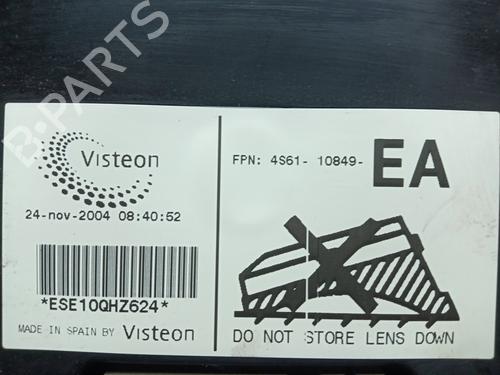 B-PARTS
Visteon
24-nov-2004 08:40:52
*ESE10QHZ624*
MADE IN SPAIN BY Visteon
FPN: 4S61- 10849- EA
DO NOT STORE LENS DOWN